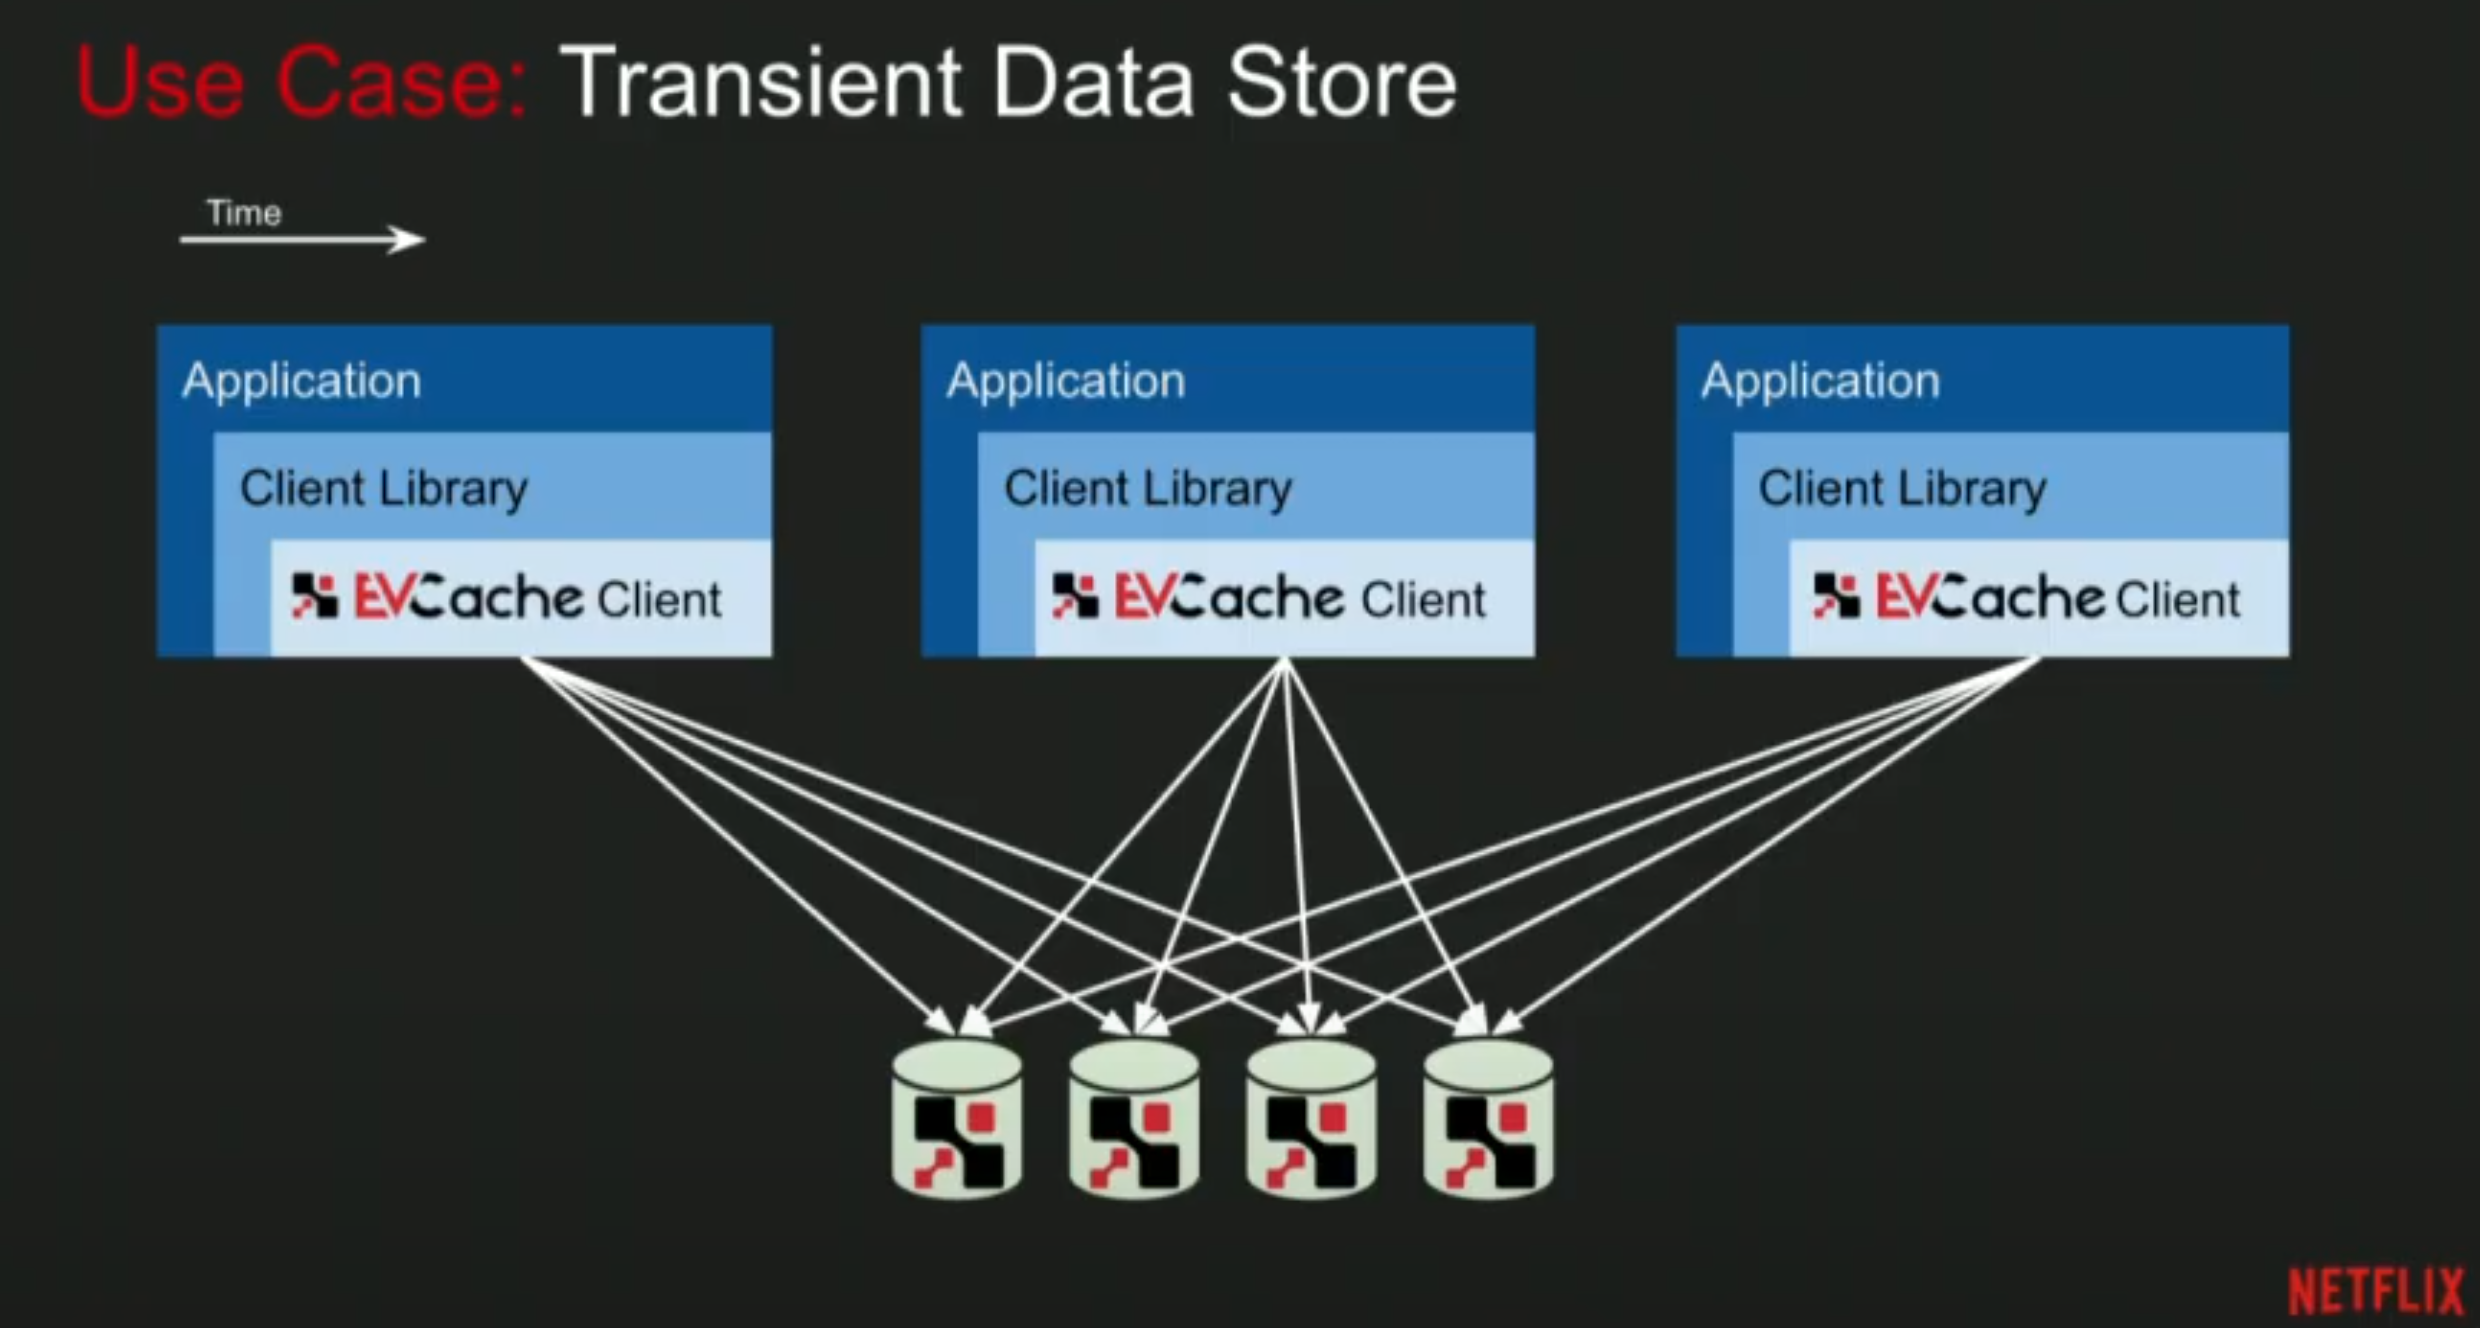 Use Case: Transient Data Store
Time
Application
Client Library
EVCache Client
Application
Client Library
EVCache Client
Application
Client Library
EVCache Client
NETFLIX